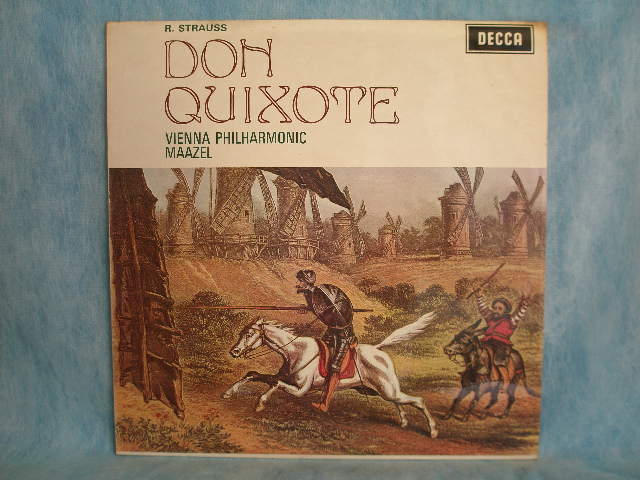 R. STRAUSS
DECCA
DON
QUIXOTE
VIENNA PHILHARMONIC
MAAZEL